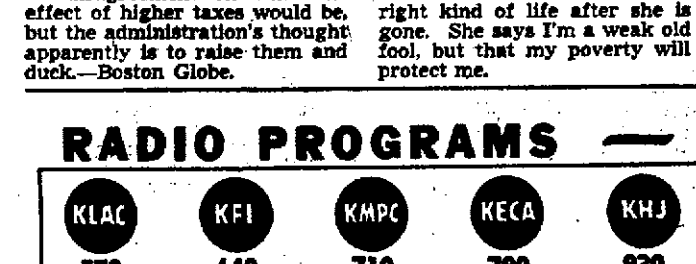 effect of higher taxes would be,
but the administration's thought
apparently is to raise them and
duck.—Boston Globe.
right kind of life after she is
gone. She says I'm a weak old
fool, but that my poverty will
protect me.
RADIO PROGRAMS —
KLAC KFI KMPC KECA KHJ
710 930